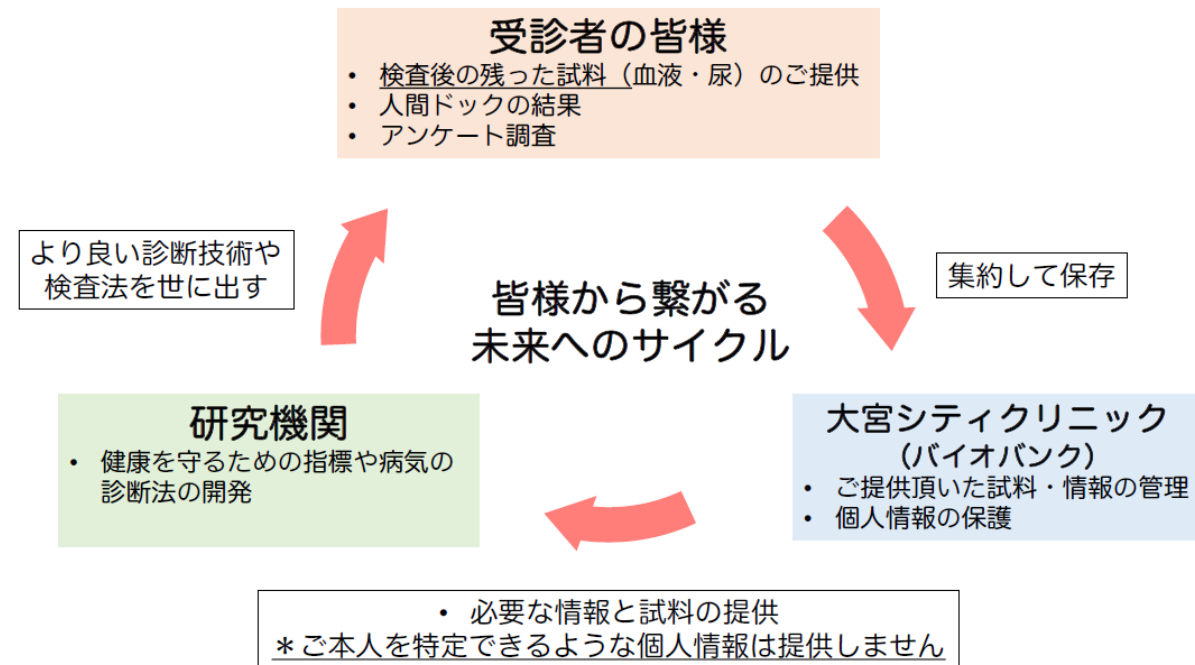 受診者の皆様
• 検査後の残った試料（血液・尿）のご提供
• 人間ドックの結果
• アンケート調査
より良い診断技術や
検査法を世に出す
集約して保存
皆様から繋がる
未来へのサイクル
研究機関
• 健康を守るための指標や病気の
診断法の開発
大宮シティクリニック
（バイオバンク）
• ご提供頂いた試料・情報の管理
• 個人情報の保護
• 必要な情報と試料の提供
＊ご本人を特定できるような個人情報は提供しません